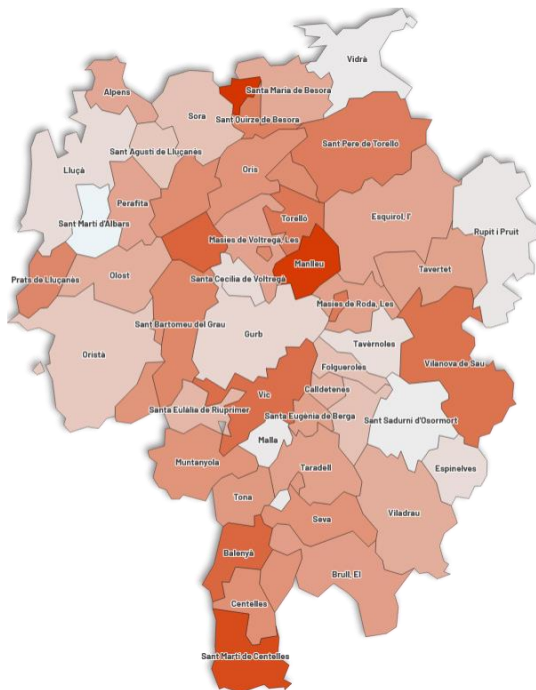 Vidrà
Alpens
Santa Maria de Besora
Sora
Sant Quirze de Besora
Sant Pere de Torelló
Sant Agustí de Lluçanès
Lluçà
Orís
Perafita
Sant Martí d'Albars
Torelló
Esquirol, l'
Rupit i Pruit
Masies de Voltregà, Les
Manlleu
Tavertet
Prats de Lluçanès
Olost
Santa Cecília de Voltregà
Masies de Roda, Les
Sant Bartomeu del Grau
Gurb
Tavèrnoles
Oristà
Vilanova de Sau
Folgueroles
Calldetenes
Vic
Santa Eulàlia de Riuprimer
Santa Eugènia de Berga
Sant Sadurní d'Osormort
Malla
Muntanyola
Taradell
Espinelves
Tona
Viladrau
Seva
Balenyà
Brull, El
Centelles
Sant Martí de Centelles